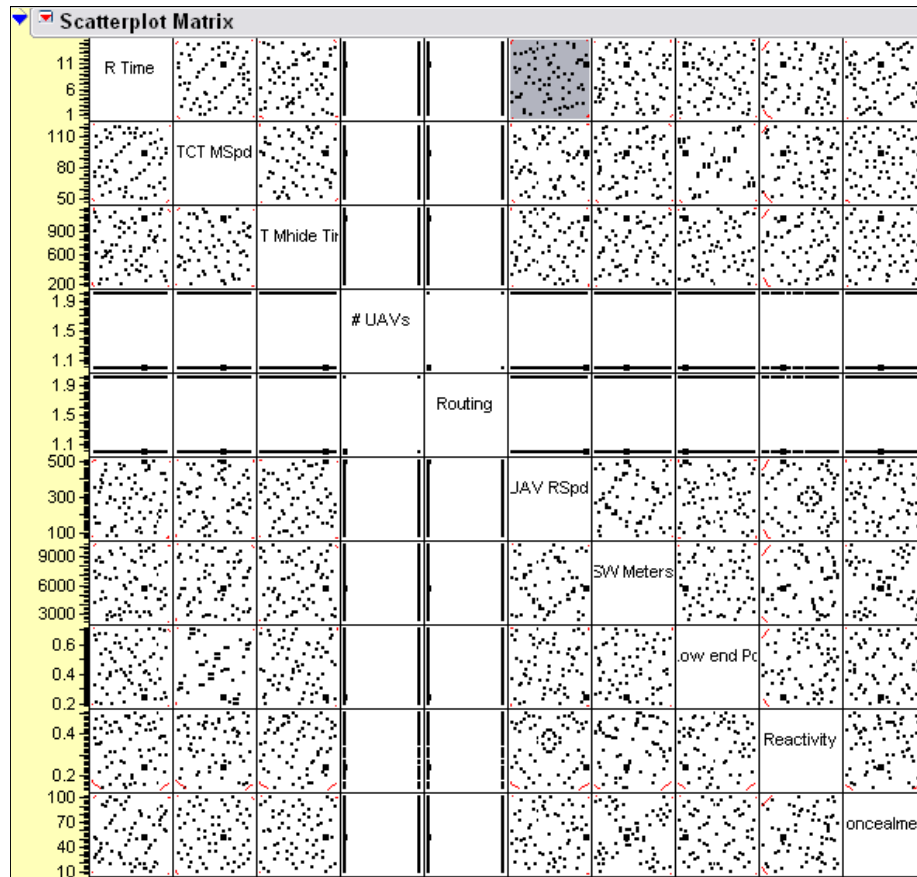 Scatterplot Matrix
11
6
1
R Time
110
80
50
TCT MSpd
900
600
200
T Mhide Tir
1.9
1.5
1.1
# UAVs
1.9
1.5
1.1
Routing
500
300
100
UAV RSpd
9000
6000
3000
SW Meters
0.6
0.4
0.2
Low end Po
0.4
0.2
Reactivity
100
70
40
10
oncealme